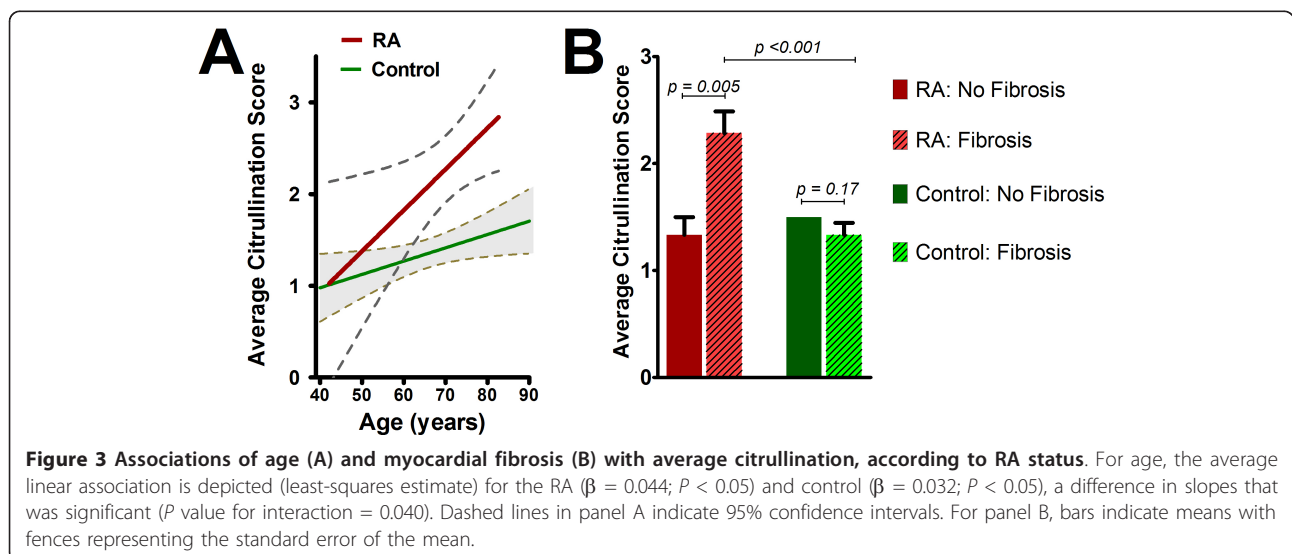 A
RA
Control
Average Citrullination Score
3
2
1
0
40 50 60 70 80 90
Age (years)
B
Average Citrullination Score
3
2
1
0
p <0.001
p = 0.005
p = 0.17
RA: No Fibrosis
RA: Fibrosis
Control: No Fibrosis
Control: Fibrosis
Figure 3 Associations of age (A) and myocardial fibrosis (B) with average citrullination, according to RA status. For age, the average
linear association is depicted (least-squares estimate) for the RA (β = 0.044; P < 0.05) and control (β = 0.032; P < 0.05), a difference in slopes that
was significant (P value for interaction = 0.040). Dashed lines in panel A indicate 95% confidence intervals. For panel B, bars indicate means with
fences representing the standard error of the mean.